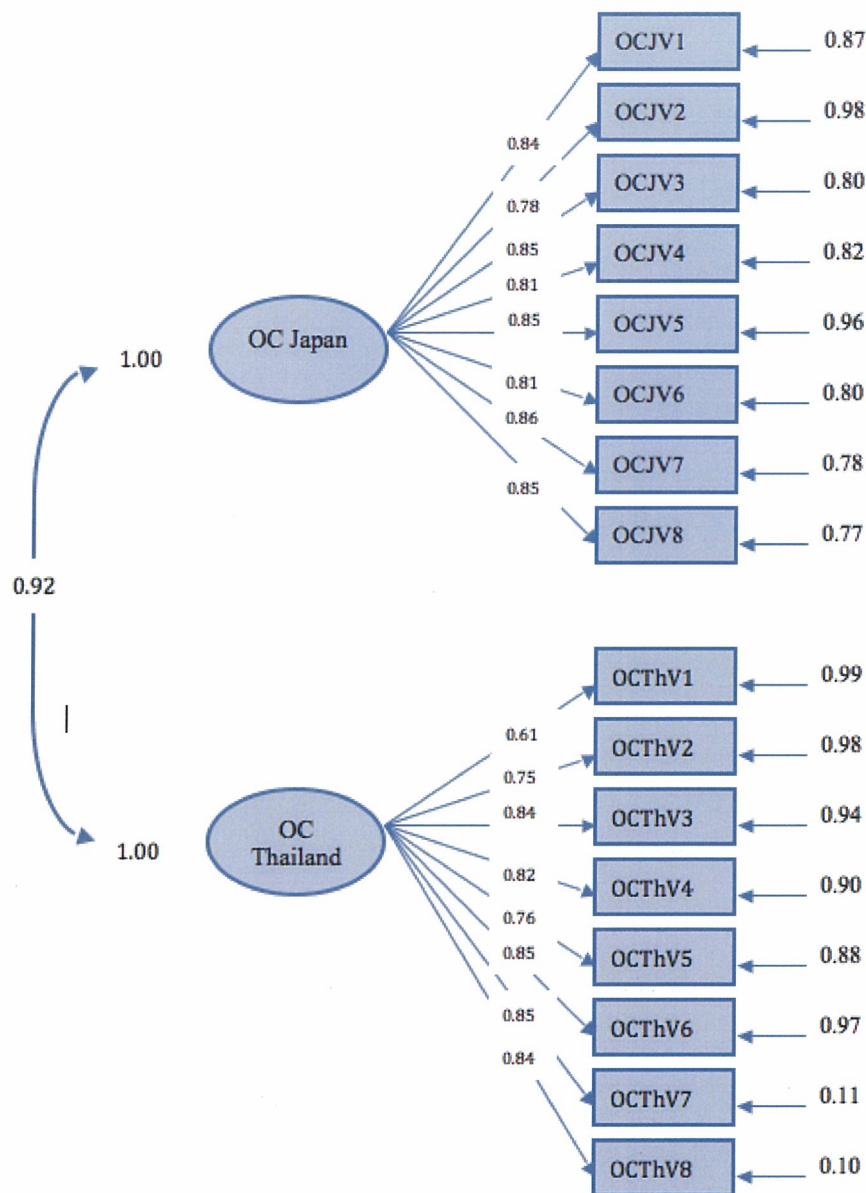 OCJV1
0.87
OCJV2
0.98
0.84
OCJV3
0.80
0.78
OCJV4
0.82
0.85
0.81
OC Japan
0.85
OCJV5
0.96
1.00
0.81
OCJV6
0.80
0.86
OCJV7
0.78
0.85
OCJV8
0.77
0.92
OCThV1
0.99
0.61
OCThV2
0.98
0.75
0.84
OCThV3
0.94
OC
Thailand
1.00
0.82
OCThV4
0.90
0.76
OCThV5
0.88
0.85
OCThV6
0.97
0.85
0.84
OCThV7
0.11
OCThV8
0.10